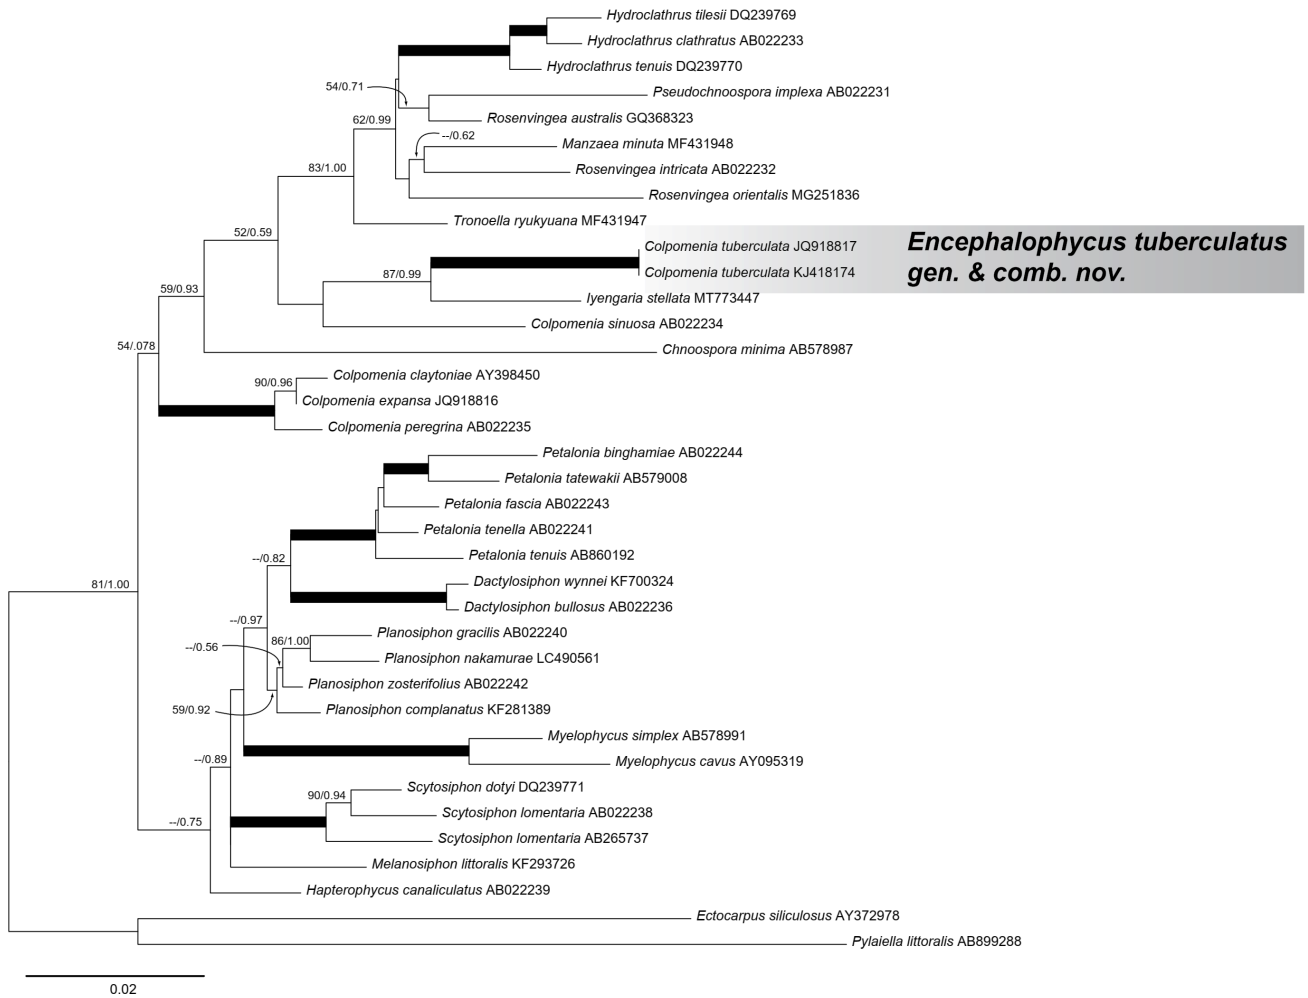 Hydroclathrus tilesii DQ239769
Hydroclathrus clathratus AB022233
Hydroclathrus tenuis DQ239770
54/0.71
Pseudochnoospora implexa AB022231
Rosenvingea australis GQ368323
62/0.99
--/0.62
Manzaea minuta MF431948
83/1.00
Rosenvingea intricata AB022232
Rosenvingea orientalis MG251836
Tronoella ryukyuana MF431947
52/0.59
Colpomenia tuberculata JQ918817
Encephalophycus tuberculatus
gen. & comb. nov.
87/0.99
Colpomenia tuberculata KJ418174
59/0.93
Iyengaria stellata MT773447
Colpomenia sinuosa AB022234
54/.078
Chnoospora minima AB578987
90/0.96
Colpomenia claytoniae AY398450
Colpomenia expansa JQ918816
Colpomenia peregrina AB022235
Petalonia binghamiae AB022244
Petalonia tatewakii AB579008
Petalonia fascia AB022243
Petalonia tenella AB022241
Petalonia tenuis AB860192
--/0.82
81/1.00
Dactylosiphon wynnei KF700324
Dactylosiphon bullosus AB022236
--/0.97
Planosiphon gracilis AB022240
--/0.56
86/1.00
Planosiphon nakamurae LC490561
Planosiphon zosterifolius AB022242
59/0.92
Planosiphon complanatus KF281389
Myelophycus simplex AB578991
--/0.89
Myelophycus cavus AY095319
90/0.94
Scytosiphon dotyi DQ239771
Scytosiphon lomentaria AB022238
--/0.75
Scytosiphon lomentaria AB265737
Melanosiphon littoralis KF293726
Hapterophycus canaliculatus AB022239
Ectocarpus siliculosus AY372978
Pylaiella littoralis AB899288
0.02